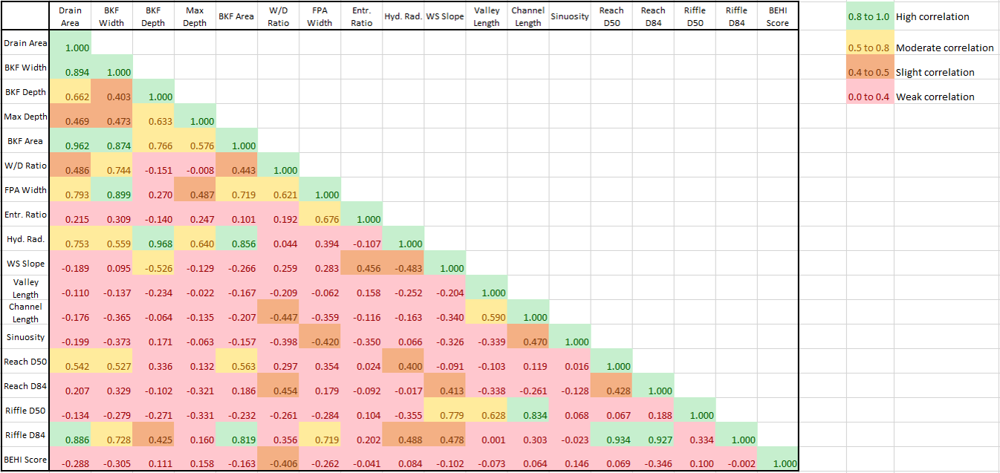 Drain Area BKF Width BKF Depth Max Depth BKF Area W/D Ratio FPA Width Entr. Ratio Hyd. Rad. WS Slope Valley Length Channel Length Sinuosity Reach D50 Reach D84 Riffle D50 Riffle D84 BEHI Score 0.8 to 1.0 High correlation
Drain Area 1.000 0.5 to 0.8 Moderate correlation
BKF Width 0.894 1.000 0.4 to 0.5 Slight correlation
BKF Depth 0.662 0.403 1.000 0.0 to 0.4 Weak correlation
Max Depth 0.469 0.473 0.633 1.000
BKF Area 0.962 0.874 0.766 0.576 1.000
W/D Ratio 0.486 0.744 -0.151 -0.008 0.443 1.000
FPA Width 0.793 0.899 0.270 0.487 0.719 0.621 1.000
Entr. Ratio 0.215 0.309 -0.140 0.247 0.101 0.192 0.676 1.000
Hyd. Rad. 0.753 0.559 0.968 0.640 0.856 0.044 0.394 -0.107 1.000
WS Slope -0.189 0.095 -0.526 -0.129 -0.266 0.259 0.283 0.456 -0.483 1.000
Valley Length -0.110 -0.137 -0.234 -0.022 -0.167 -0.209 -0.062 0.158 -0.252 -0.204 1.000
Channel Length -0.176 -0.365 -0.064 -0.135 -0.207 -0.447 -0.359 -0.116 -0.163 -0.340 0.590 1.000
Sinuosity -0.199 -0.373 0.171 -0.063 -0.157 -0.398 -0.420 -0.350 0.066 -0.326 -0.339 0.470 1.000
Reach D50 0.542 0.527 0.336 0.132 0.563 0.297 0.354 0.024 0.400 -0.091 -0.103 0.119 0.016 1.000
Reach D84 0.207 0.329 -0.102 -0.321 0.186 0.454 0.179 -0.092 -0.017 0.413 -0.338 -0.261 -0.128 0.428 1.000
Riffle D50 -0.134 -0.279 -0.271 -0.331 -0.232 -0.261 -0.284 0.104 -0.355 0.779 0.628 0.834 0.068 0.067 0.188 1.000
Riffle D84 0.886 0.728 0.425 0.160 0.819 0.356 0.719 0.202 0.488 0.478 0.001 0.303 -0.023 0.934 0.927 0.334 1.000
BEHI Score -0.288 -0.305 0.111 0.158 -0.163 -0.406 -0.262 -0.041 0.084 -0.102 -0.073 0.064 0.146 0.069 -0.346 0.100 -0.002 1.000